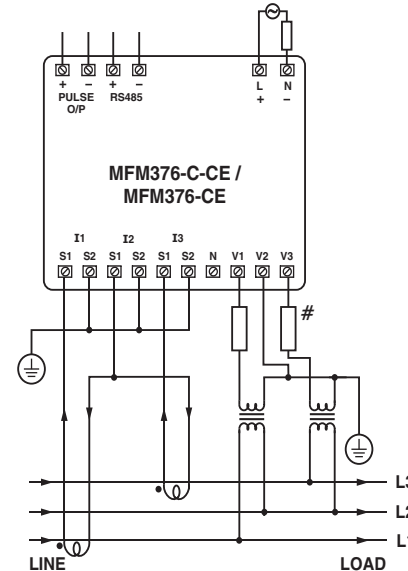 L N
+ − + − + −
PULSE O/P RS485
MFM376-C-CE /
MFM376-CE
I1 I2 I3
S1 S2 S1 S2 S1 S2 N V1 V2 V3
#
L3
L2
L1
LINE LOAD